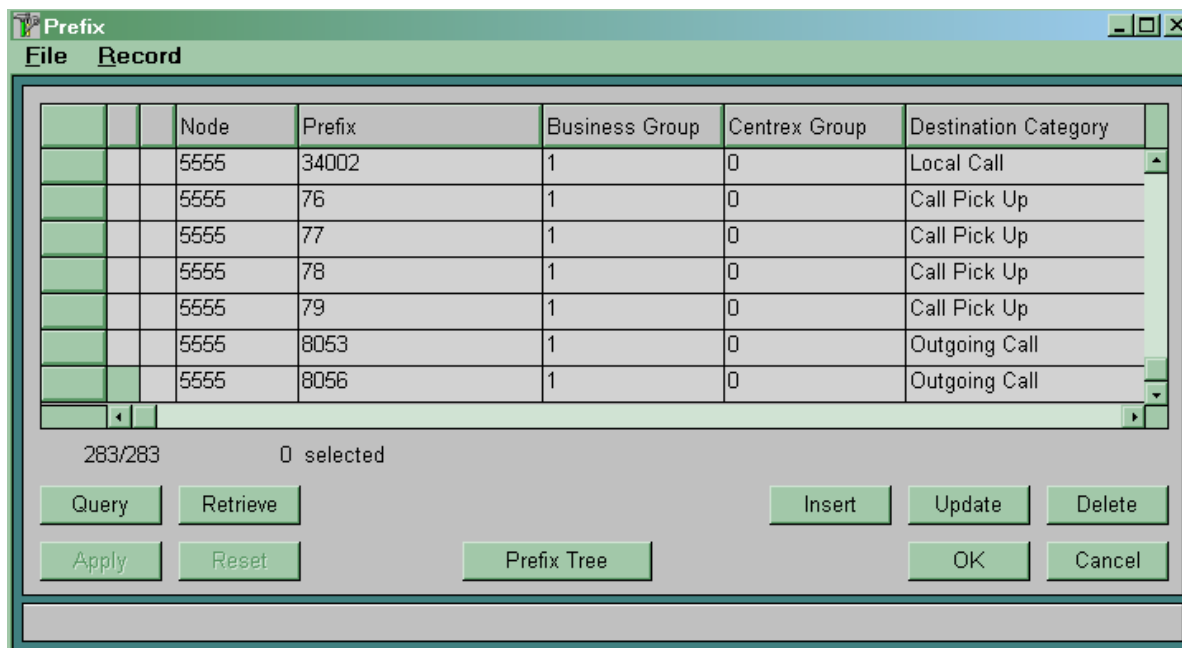 Prefix
File Record
Node Prefix Business Group Centrex Group Destination Category
5555 34002 1 0 Local Call
5555 76 1 0 Call Pick Up
5555 77 1 0 Call Pick Up
5555 78 1 0 Call Pick Up
5555 79 1 0 Call Pick Up
5555 8053 1 0 Outgoing Call
5555 8056 1 0 Outgoing Call
283/283 0 selected
Query Retrieve Insert Update Delete
Apply Reset Prefix Tree OK Cancel